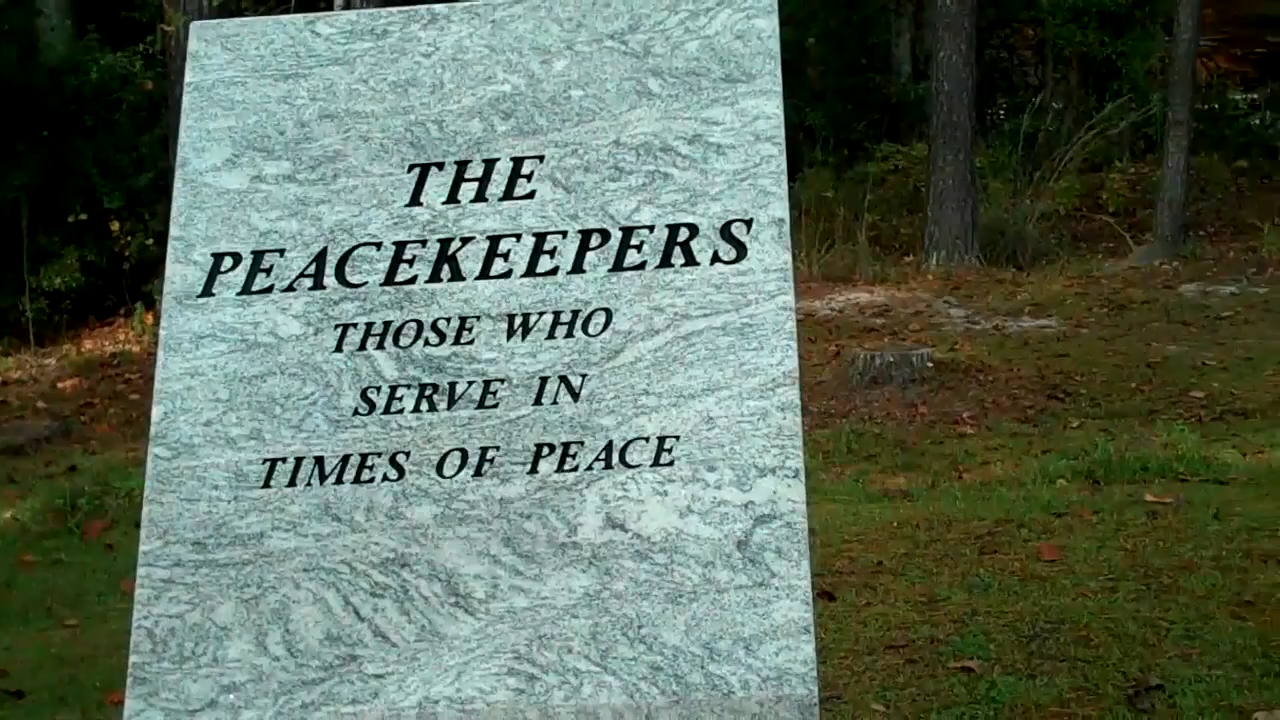 THE
PEACEKEEPERS
THOSE WHO
SERVE IN
TIMES OF PEACE